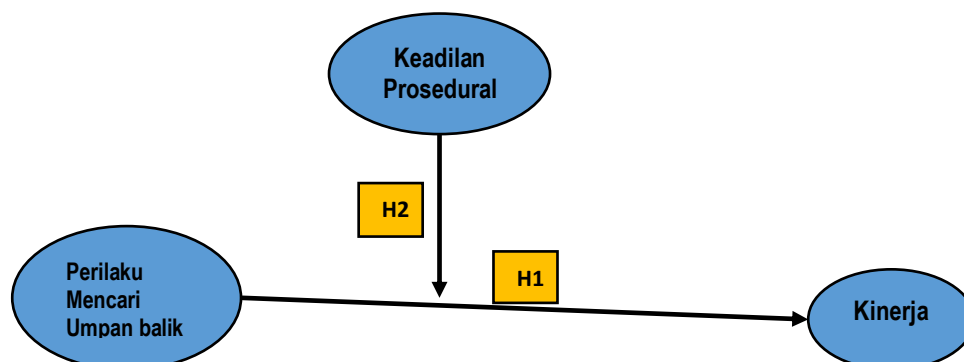 Keadilan
Prosedural
H2
H1
Perilaku
Mencari
Umpan balik
Kinerja